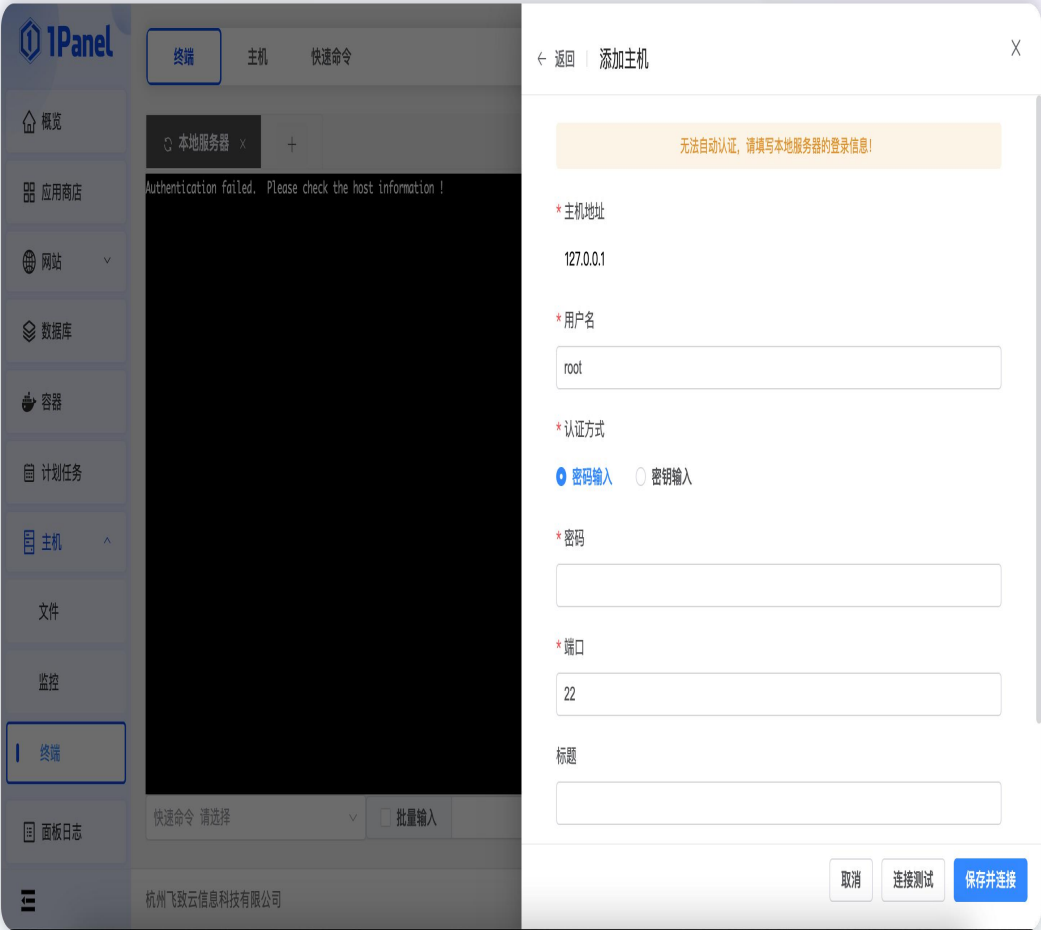 1Panel
概览
应用商店
网站
数据库
容器
计划任务
主机
文件
监控
终端
面板日志
终端 主机 快速命令
本地服务器 x +
Authentication failed. Please check the host information !
快速命令 请选择 批量输入
杭州飞致云信息科技有限公司
← 返回 | 添加主机 X
无法自动认证，请填写本地服务器的登录信息！
* 主机地址
127.0.0.1
* 用户名
root
* 认证方式
密码输入 密钥输入
* 密码
* 端口
22
标题
取消 连接测试 保存并连接